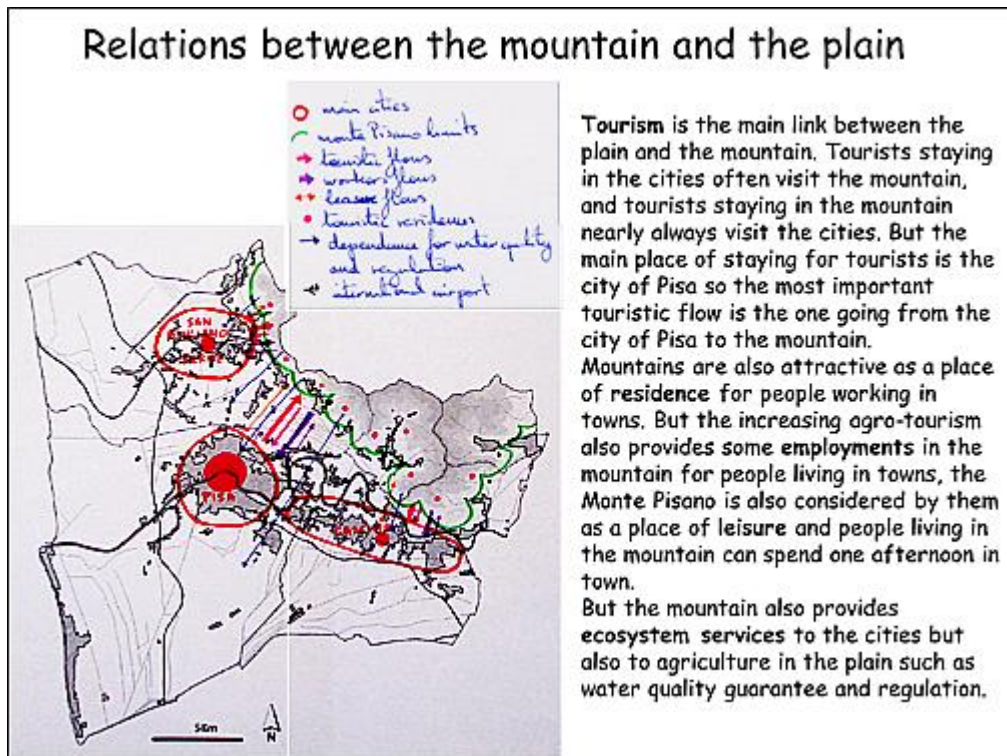 Relations between the mountain and the plain
main cities
monte Pisano limits
touristic flows
workers flows
leasure flows
touristic residences
dependence for water quality
and regulation
international airport
SAN
GIULIANO
TERME
PISA
5km
N
Tourism is the main link between the
plain and the mountain. Tourists staying
in the cities often visit the mountain,
and tourists staying in the mountain
nearly always visit the cities. But the
main place of staying for tourists is the
city of Pisa so the most important
touristic flow is the one going from the
city of Pisa to the mountain.
Mountains are also attractive as a place
of residence for people working in
towns. But the increasing agro-tourism
also provides some employments in the
mountain for people living in towns, the
Monte Pisano is also considered by them
as a place of leisure and people living in
the mountain can spend one afternoon in
town.
But the mountain also provides
ecosystem services to the cities but
also to agriculture in the plain such as
water quality guarantee and regulation.